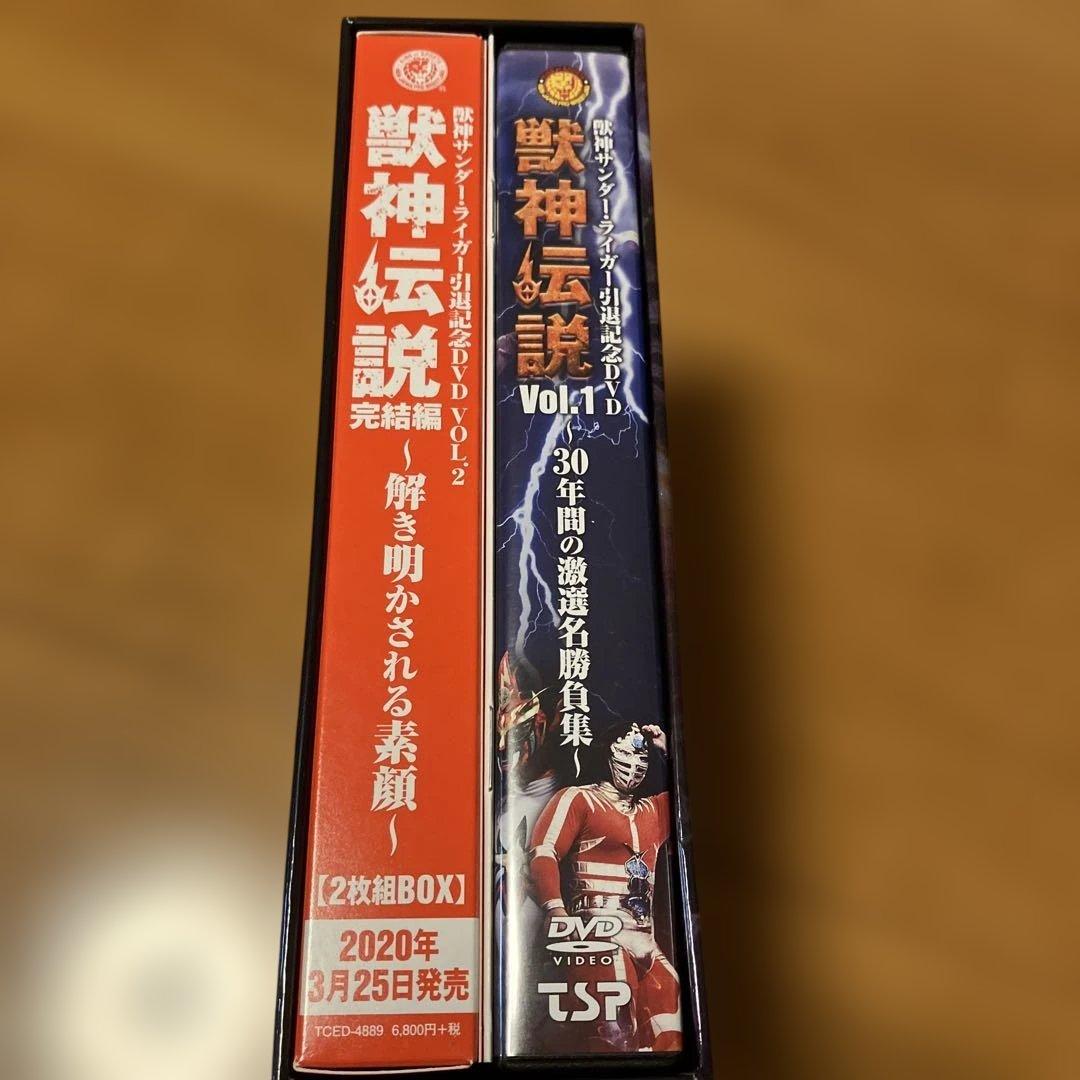 獣神サンダー・ライガー引退記念DVD VOL.2
獣神伝説
完結編
～解き明かされる素顔～
【2枚組BOX】
2020年
3月25日発売
TCED-4889 6,800円+税
獣神サンダー・ライガー引退記念DVD
獣神伝説
Vol.1
～30年間の激選名勝負集～
DVD
VIDEO
TSP